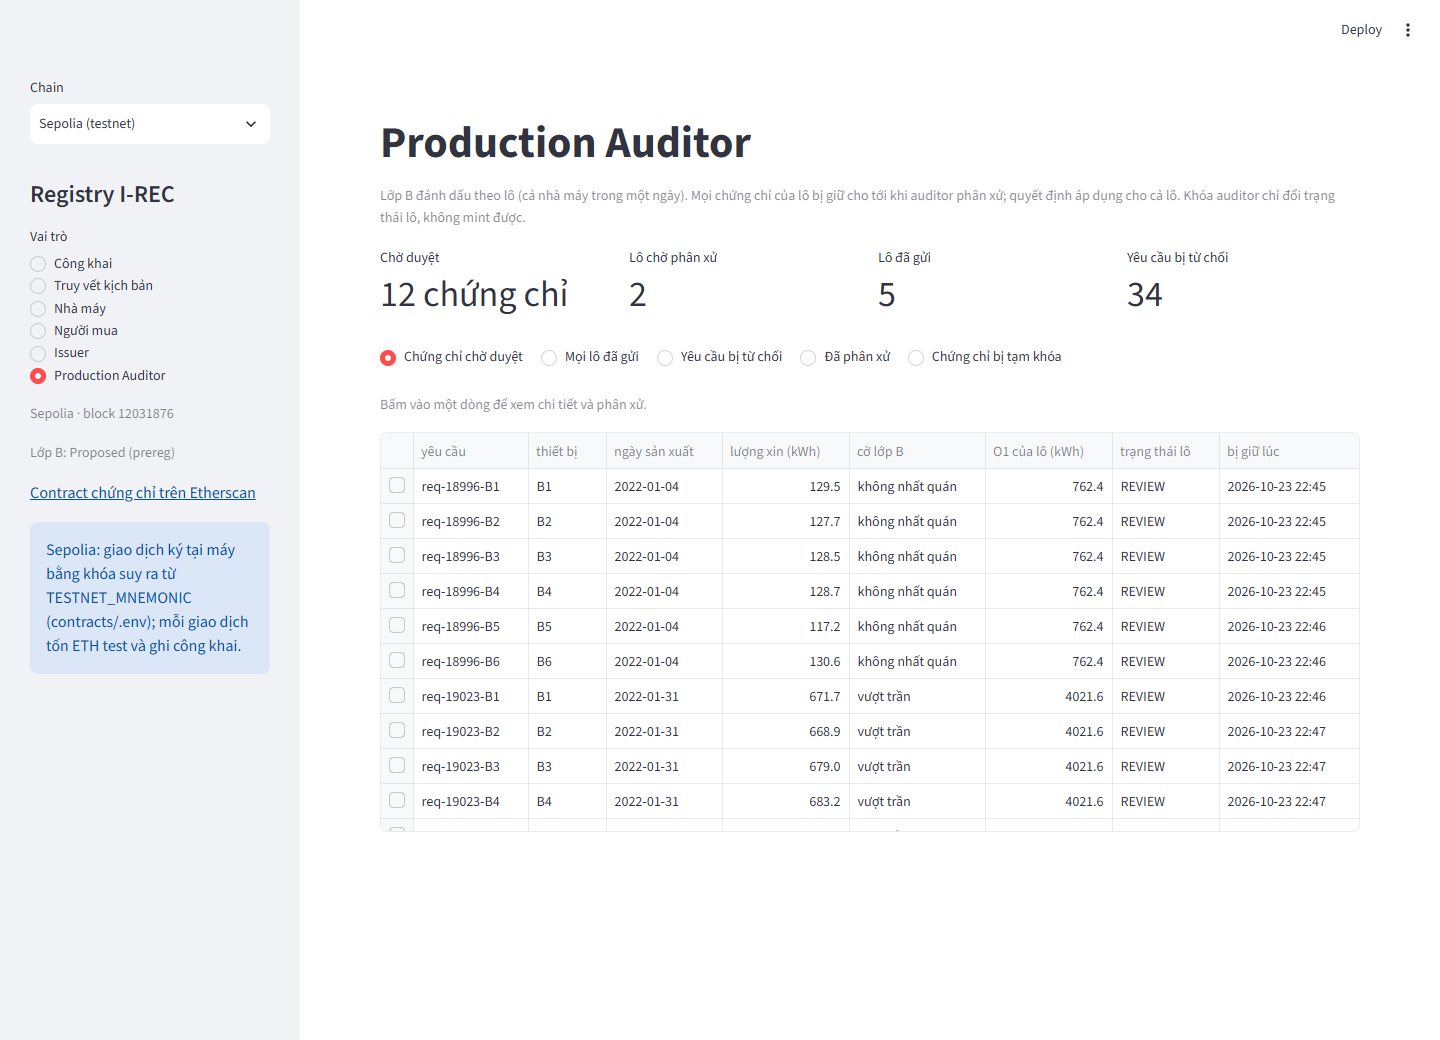 Deploy
Chain
Sepolia (testnet)
Registry I-REC
Vai trò
Công khai
Truy vết kịch bản
Nhà máy
Người mua
Issuer
Production Auditor
Sepolia · block 12031876
Lớp B: Proposed (prereg)
Contract chứng chỉ trên Etherscan
Sepolia: giao dịch ký tại máy
bằng khóa suy ra từ
TESTNET_MNEMONIC
(contracts/.env); mỗi giao dịch
tốn ETH test và ghi công khai.
Production Auditor
Lớp B đánh dấu theo lô (cả nhà máy trong một ngày). Mọi chứng chỉ của lô bị giữ cho tới khi auditor phân xử; quyết định áp dụng cho cả lô. Khóa auditor chỉ đổi trạng
thái lô, không mint được.
Chờ duyệt Lô chờ phân xử Lô đã gửi Yêu cầu bị từ chối
12 chứng chỉ 2 5 34
Chứng chỉ chờ duyệt Mọi lô đã gửi Yêu cầu bị từ chối Đã phân xử Chứng chỉ bị tạm khóa
Bấm vào một dòng để xem chi tiết và phân xử.
yêu cầu thiết bị ngày sản xuất lượng xin (kWh) cờ lớp B O1 của lô (kWh) trạng thái lô bị giữ lúc
req-18996-B1 B1 2022-01-04 129.5 không nhất quán 762.4 REVIEW 2026-10-23 22:45
req-18996-B2 B2 2022-01-04 127.7 không nhất quán 762.4 REVIEW 2026-10-23 22:45
req-18996-B3 B3 2022-01-04 128.5 không nhất quán 762.4 REVIEW 2026-10-23 22:45
req-18996-B4 B4 2022-01-04 128.7 không nhất quán 762.4 REVIEW 2026-10-23 22:45
req-18996-B5 B5 2022-01-04 117.2 không nhất quán 762.4 REVIEW 2026-10-23 22:46
req-18996-B6 B6 2022-01-04 130.6 không nhất quán 762.4 REVIEW 2026-10-23 22:46
req-19023-B1 B1 2022-01-31 671.7 vượt trần 4021.6 REVIEW 2026-10-23 22:46
req-19023-B2 B2 2022-01-31 668.9 vượt trần 4021.6 REVIEW 2026-10-23 22:47
req-19023-B3 B3 2022-01-31 679.0 vượt trần 4021.6 REVIEW 2026-10-23 22:47
req-19023-B4 B4 2022-01-31 683.2 vượt trần 4021.6 REVIEW 2026-10-23 22:47